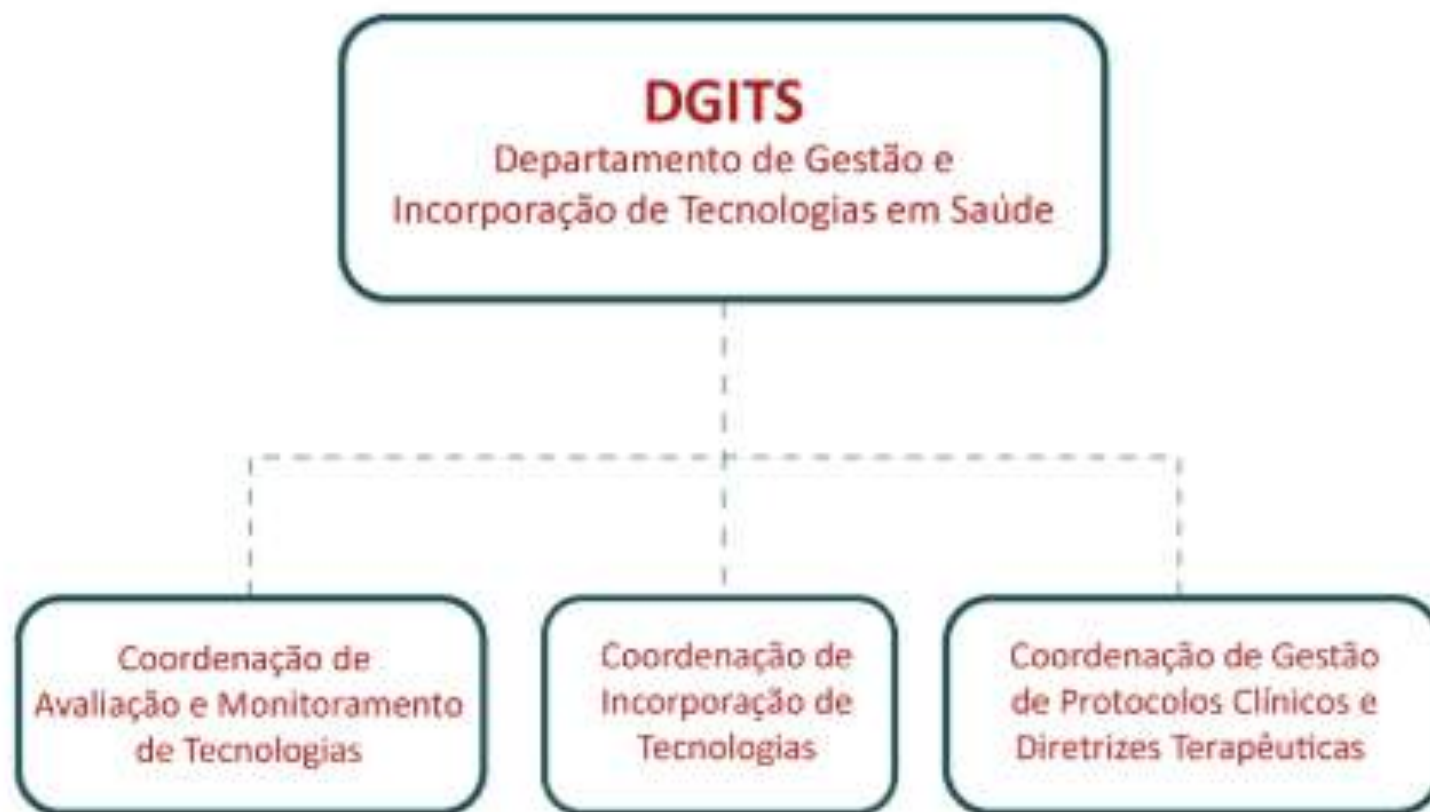 DGITS
Departamento de Gestão e
Incorporação de Tecnologias em Saúde
Coordenação de
Avaliação e Monitoramento
de Tecnologias
Coordenação de
Incorporação de
Tecnologias
Coordenação de Gestão
de Protocolos Clínicos e
Diretrizes Terapêuticas